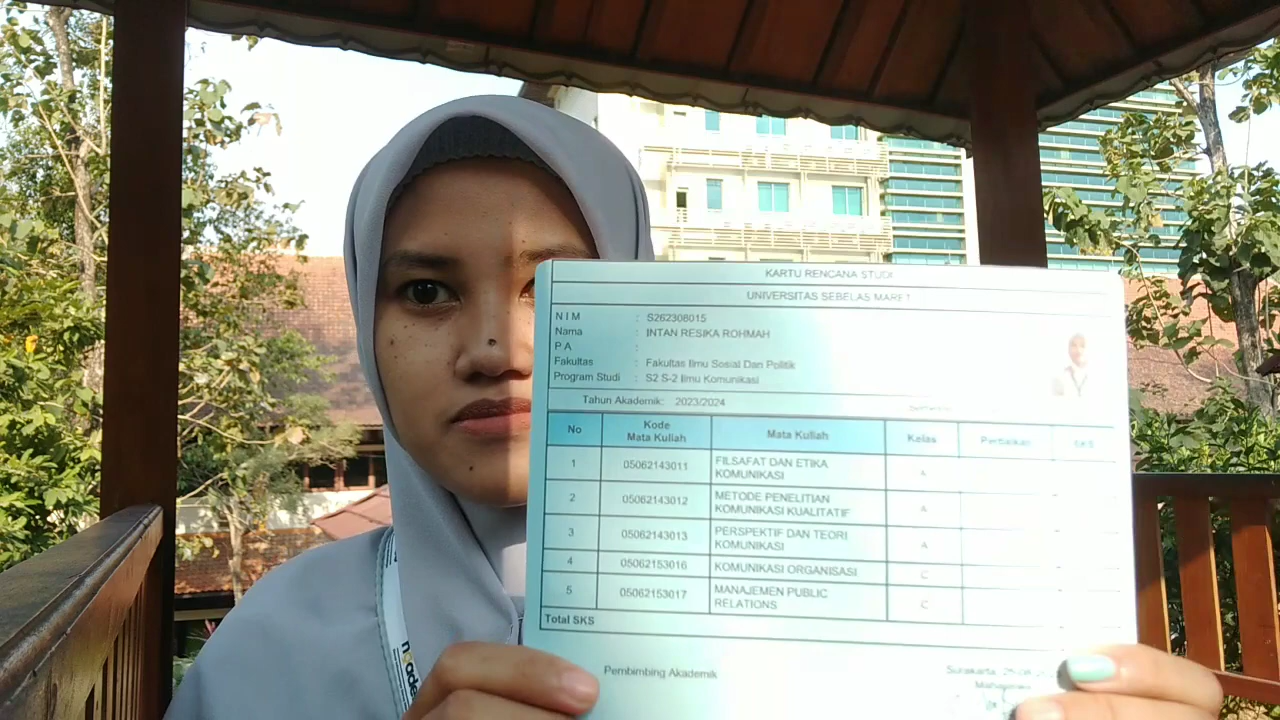 KARTU RENCANA STUDI
UNIVERSITAS SEBELAS MARET
N I M : S262308015
Nama : INTAN RESIKA ROHMAH
P A :
Fakultas : Fakultas Ilmu Sosial Dan Politik
Program Studi : S2 S-2 Ilmu Komunikasi
Tahun Akademik: 2023/2024
No Kode Mata Kuliah Mata Kuliah Kelas Perbaikan SKS
1 05062143011 FILSAFAT DAN ETIKA KOMUNIKASI A
2 05062143012 METODE PENELITIAN KOMUNIKASI KUALITATIF A
3 05062143013 PERSPEKTIF DAN TEORI KOMUNIKASI A
4 05062153016 KOMUNIKASI ORGANISASI C
5 05062153017 MANAJEMEN PUBLIC RELATIONS C
Total SKS
Pembimbing Akademik
Surakarta,